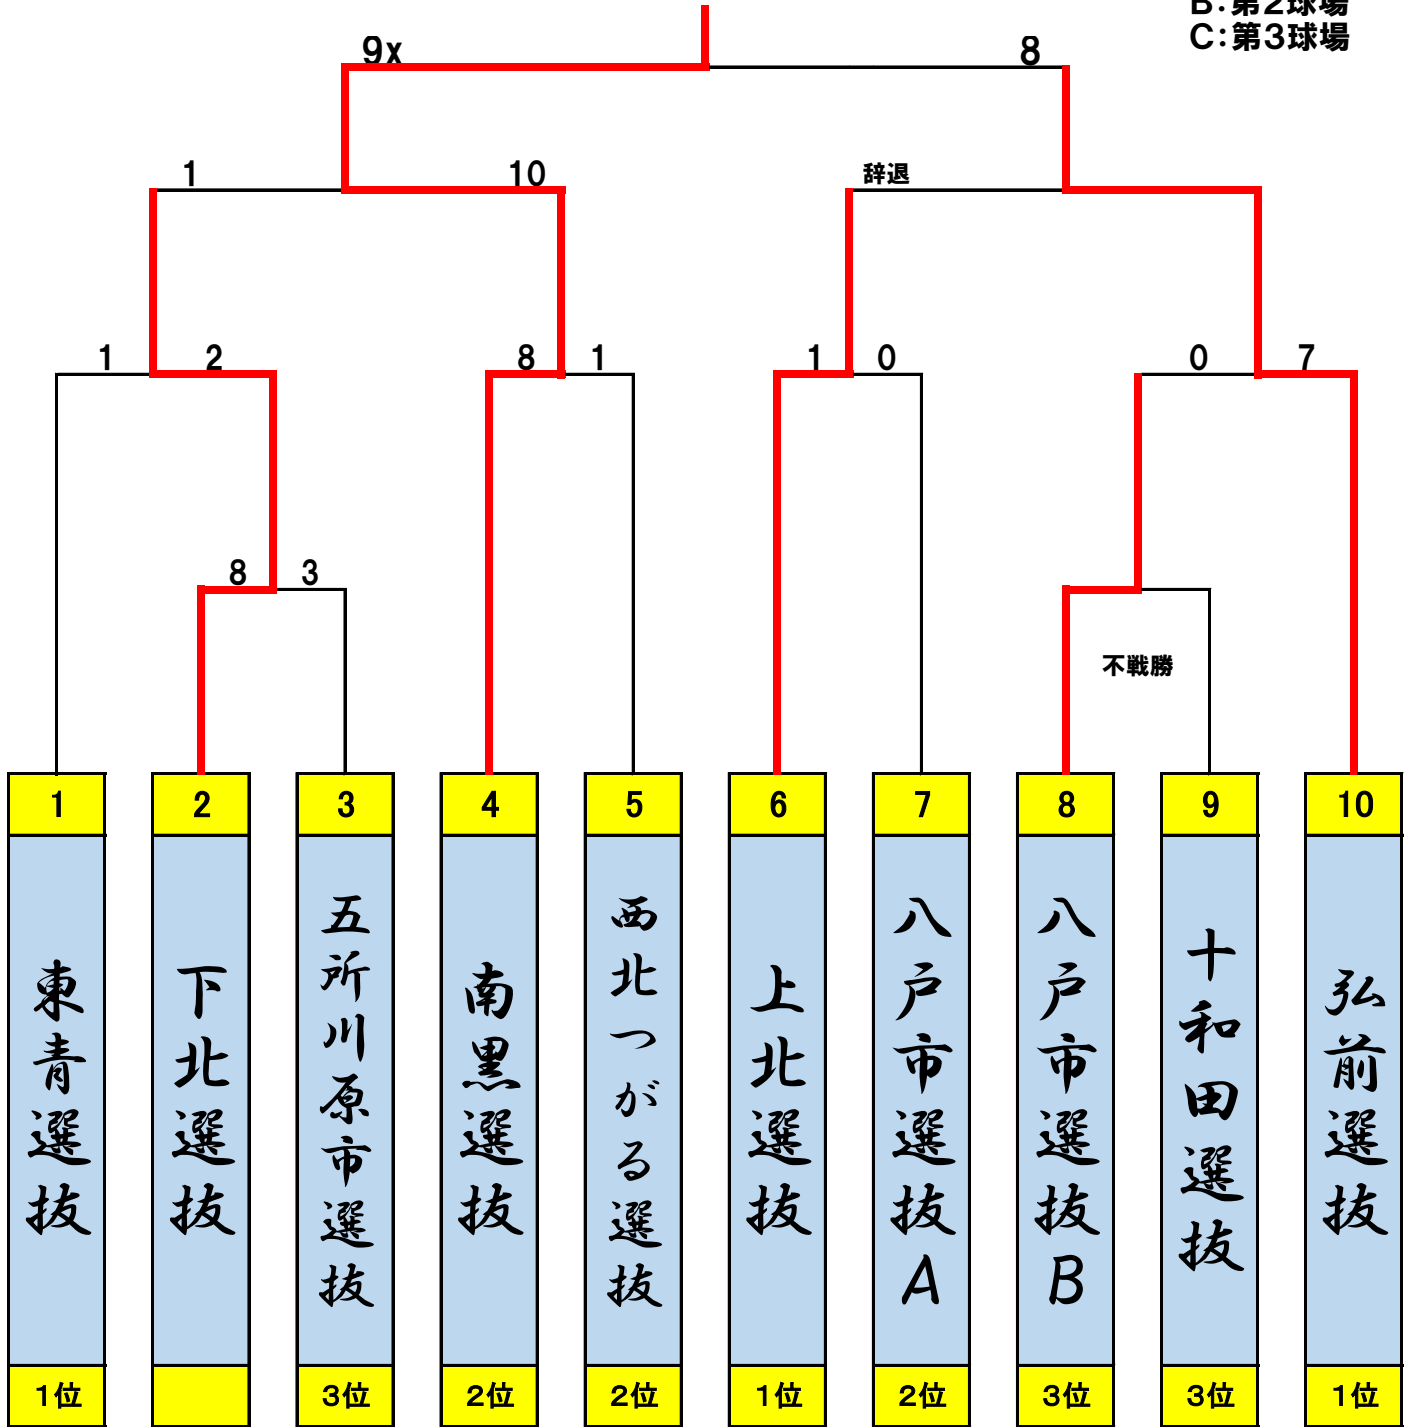 B:第2球場
C:第3球場
9x
8
1
10
辞退
1
2
8
1
1
0
0
7
8
3
不戦勝
1
2
3
4
5
6
7
8
9
10
東青選抜
下北選抜
五所川原市選抜
南黒選抜
西北つがる選抜
上北選抜
八戸市選抜A
八戸市選抜B
十和田選抜
弘前選抜
1位
3位
2位
2位
1位
2位
3位
3位
1位